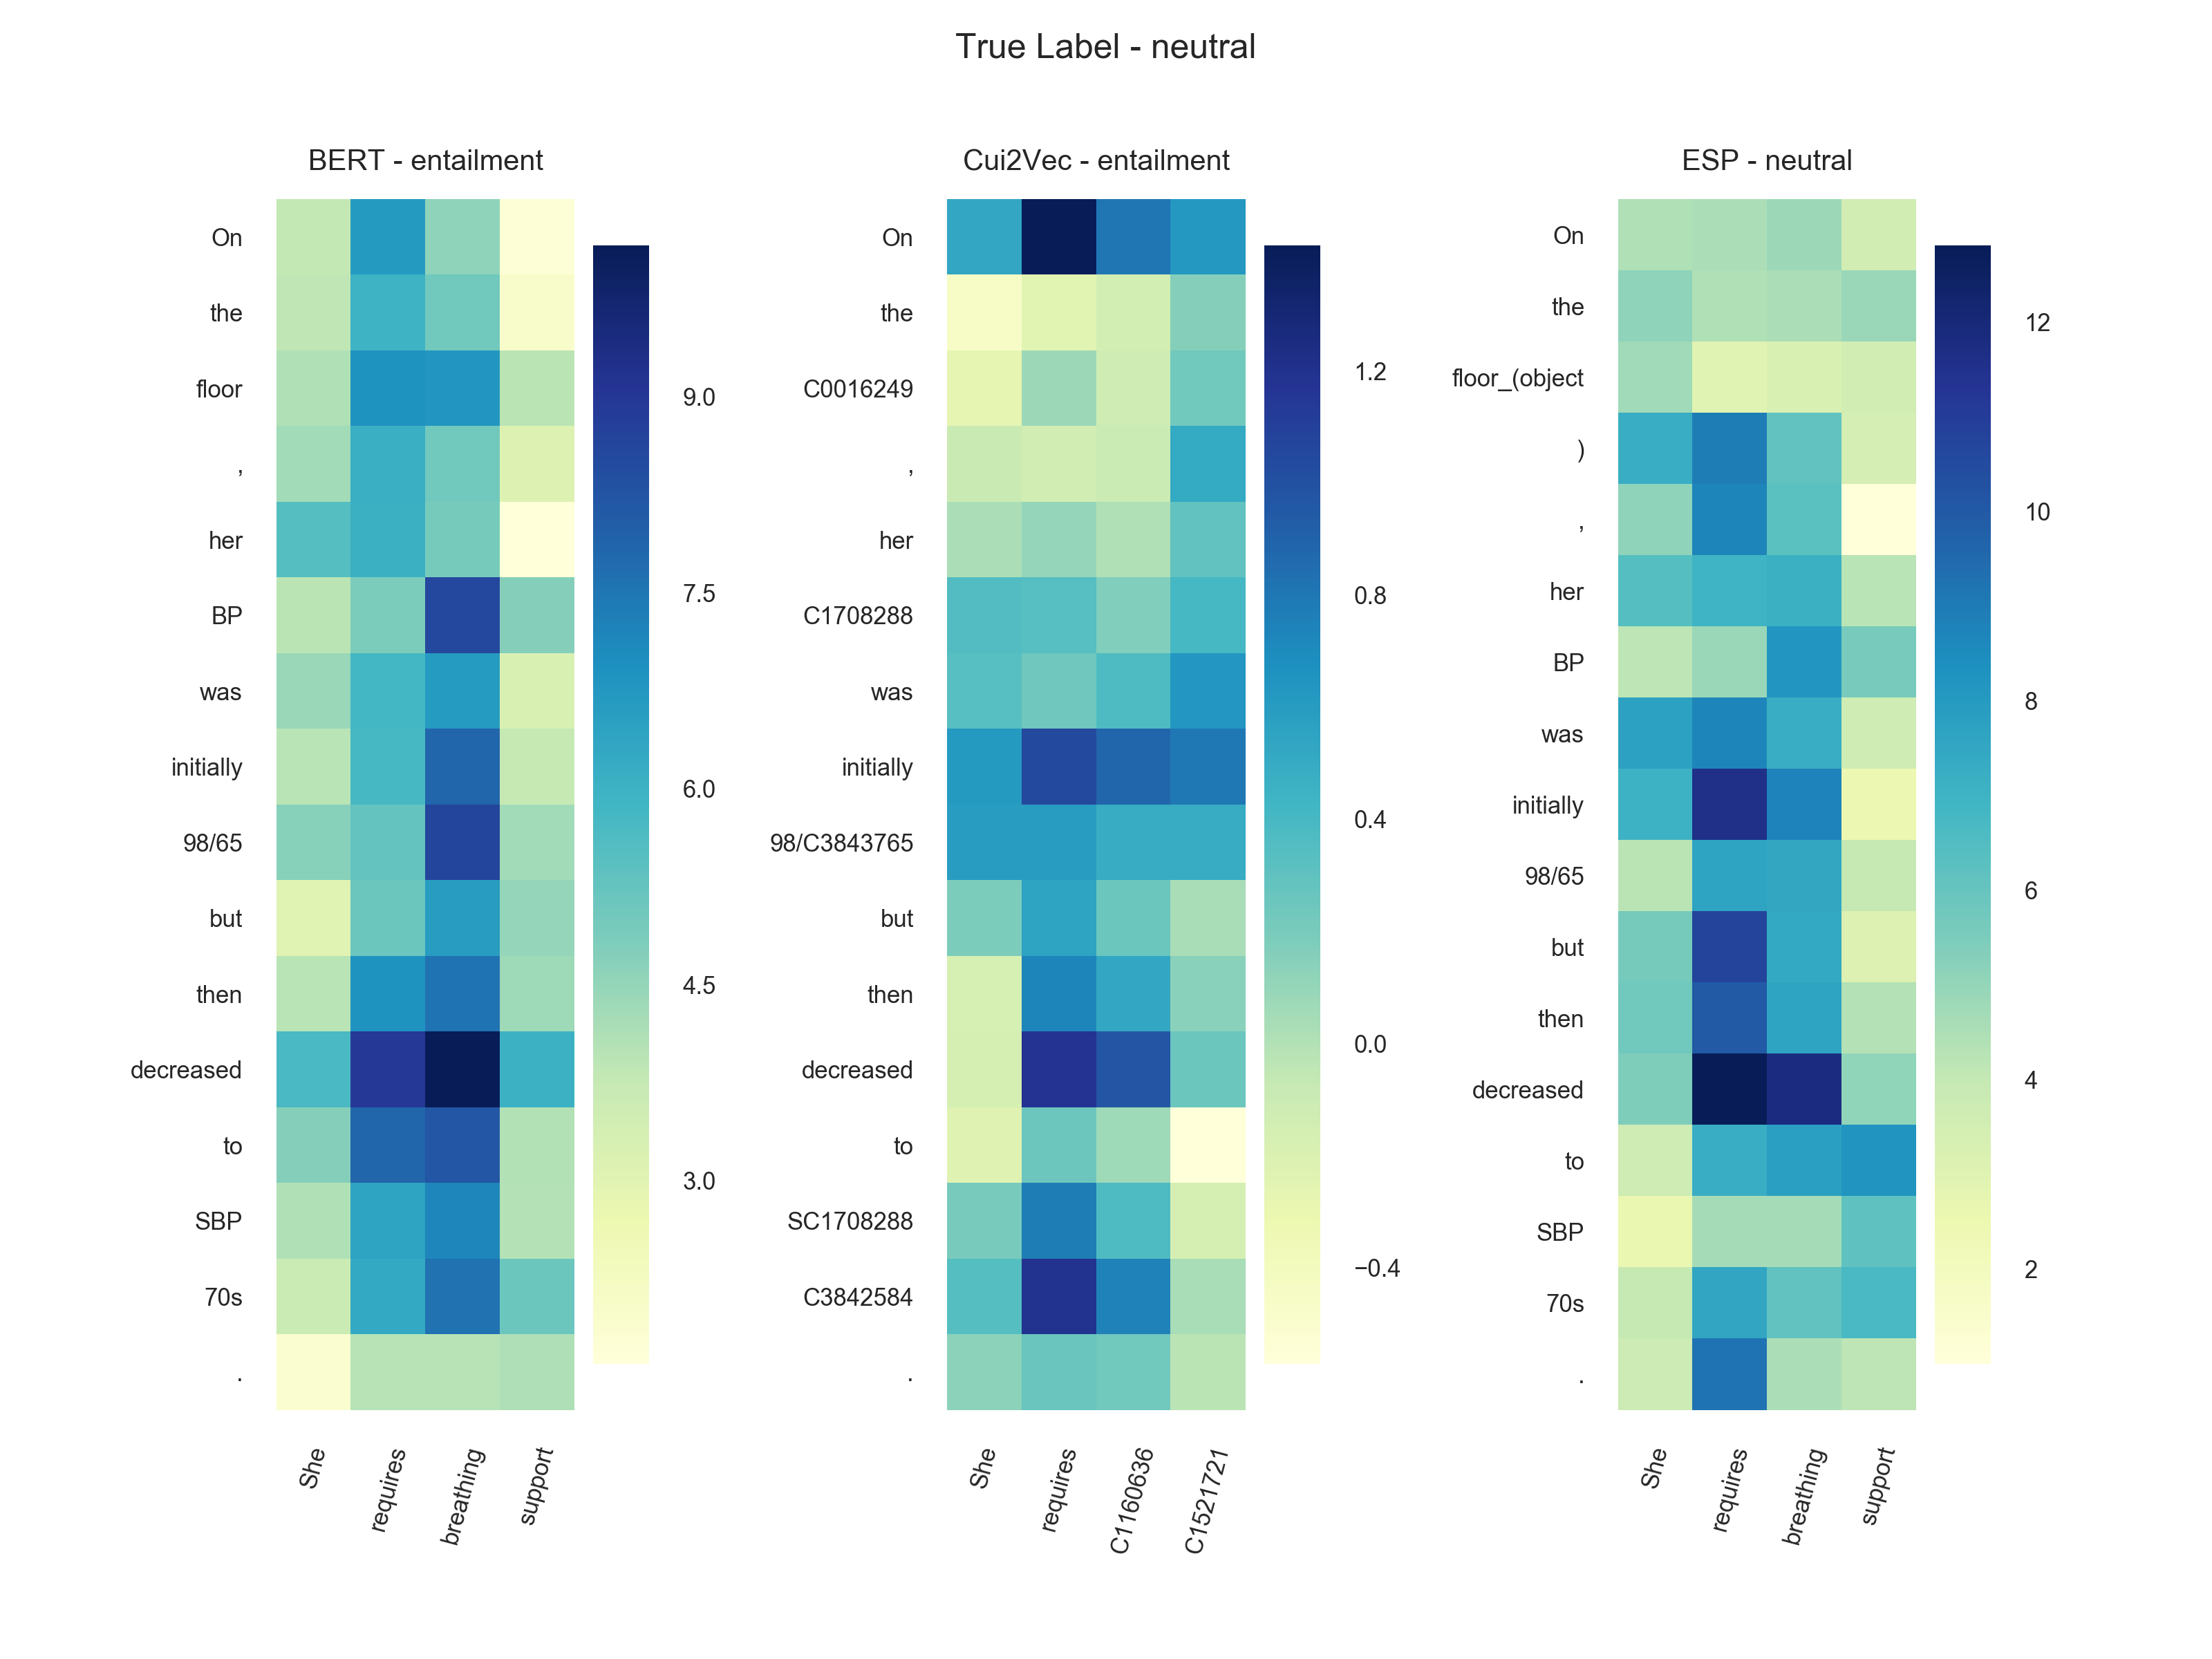 True Label - neutral
BERT - entailment
On
the
floor
,
her
BP
was
initially
98/65
but
then
decreased
to
SBP
70s
.
She
requires
breathing
support
9.0
7.5
6.0
4.5
3.0
Cui2Vec - entailment
On
the
C0016249
,
her
C1708288
was
initially
98/C3843765
but
then
decreased
to
SC1708288
C3842584
.
She
requires
C1160636
C1521721
1.2
0.8
0.4
0.0
−0.4
ESP - neutral
On
the
floor_(object
)
,
her
BP
was
initially
98/65
but
then
decreased
to
SBP
70s
.
She
requires
breathing
support
12
10
8
6
4
2